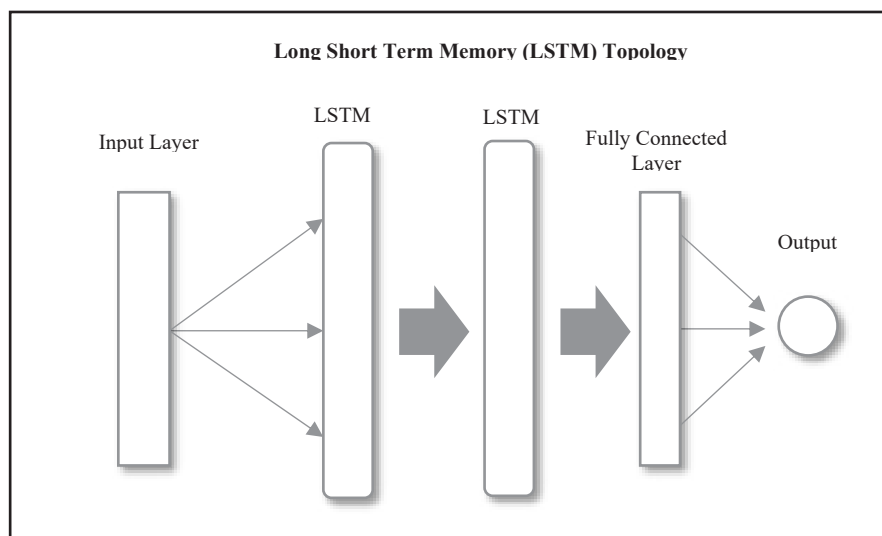 Long Short Term Memory (LSTM) Topology
Input Layer
LSTM
LSTM
Fully Connected
Layer
Output